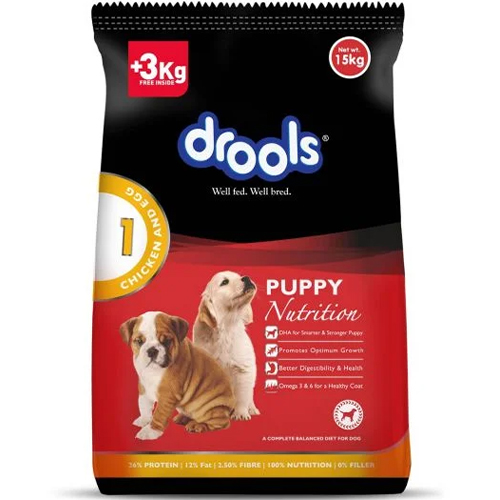 +3Kg
FREE INSIDE
Net wt.
15kg
drools®
Well fed. Well bred.
1
CHICKEN AND EGG
PUPPY
Nutrition
DHA for Smarter & Stronger Puppy
Promotes Optimum Growth
Better Digestibility & Health
Omega 3 & 6 for a Healthy Coat
A COMPLETE BALANCED DIET FOR DOG
26% PROTEIN | 12% Fat | 3.50% FIBRE | 100% NUTRITION | 0% FILLER